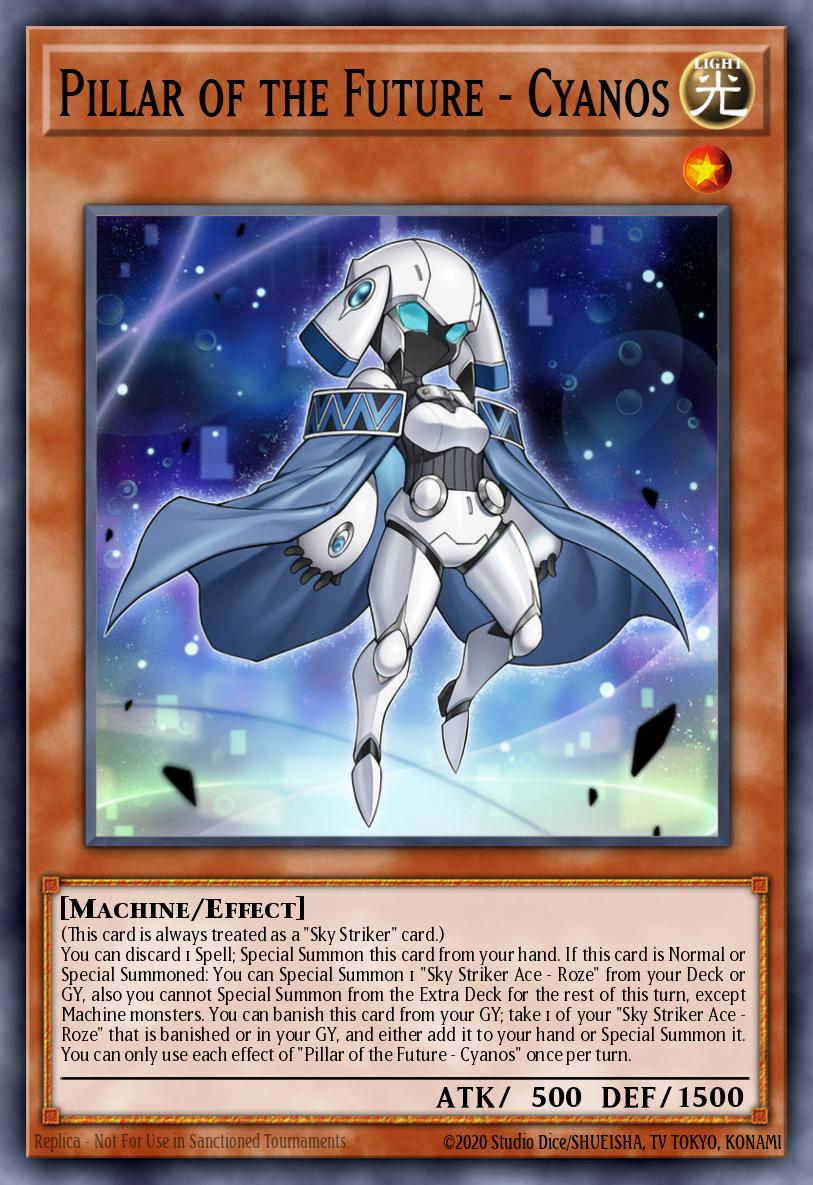 Pillar of the Future - Cyanos
LIGHT
光
[Machine/Effect]
(This card is always treated as a "Sky Striker" card.)
You can discard 1 Spell; Special Summon this card from your hand. If this card is Normal or
Special Summoned: You can Special Summon 1 "Sky Striker Ace - Roze" from your Deck or
GY, also you cannot Special Summon from the Extra Deck for the rest of this turn, except
Machine monsters. You can banish this card from your GY; take 1 of your "Sky Striker Ace -
Roze" that is banished or in your GY, and either add it to your hand or Special Summon it.
You can only use each effect of "Pillar of the Future - Cyanos" once per turn.
ATK/ 500 DEF/1500
Replica - Not For Use in Sanctioned Tournaments.
©2020 Studio Dice/SHUEISHA, TV TOKYO, KONAMI